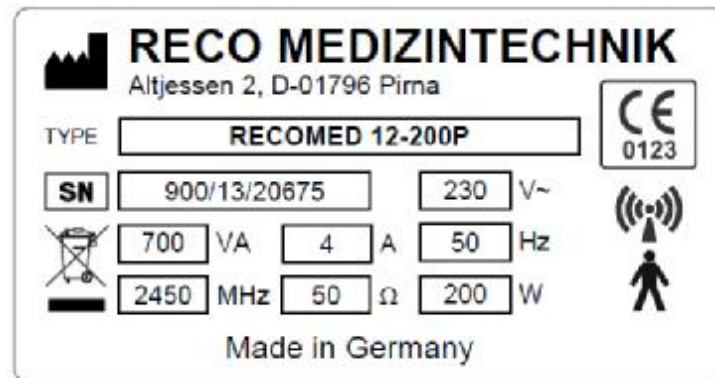 RECO MEDIZINTECHNIK
Altjessen 2, D-01796 Pirna
TYPE RECOMED 12-200P
CE
0123
SN 900/13/20675 230 V~
700 VA 4 A 50 Hz
2450 MHz 50 Ω 200 W
Made in Germany